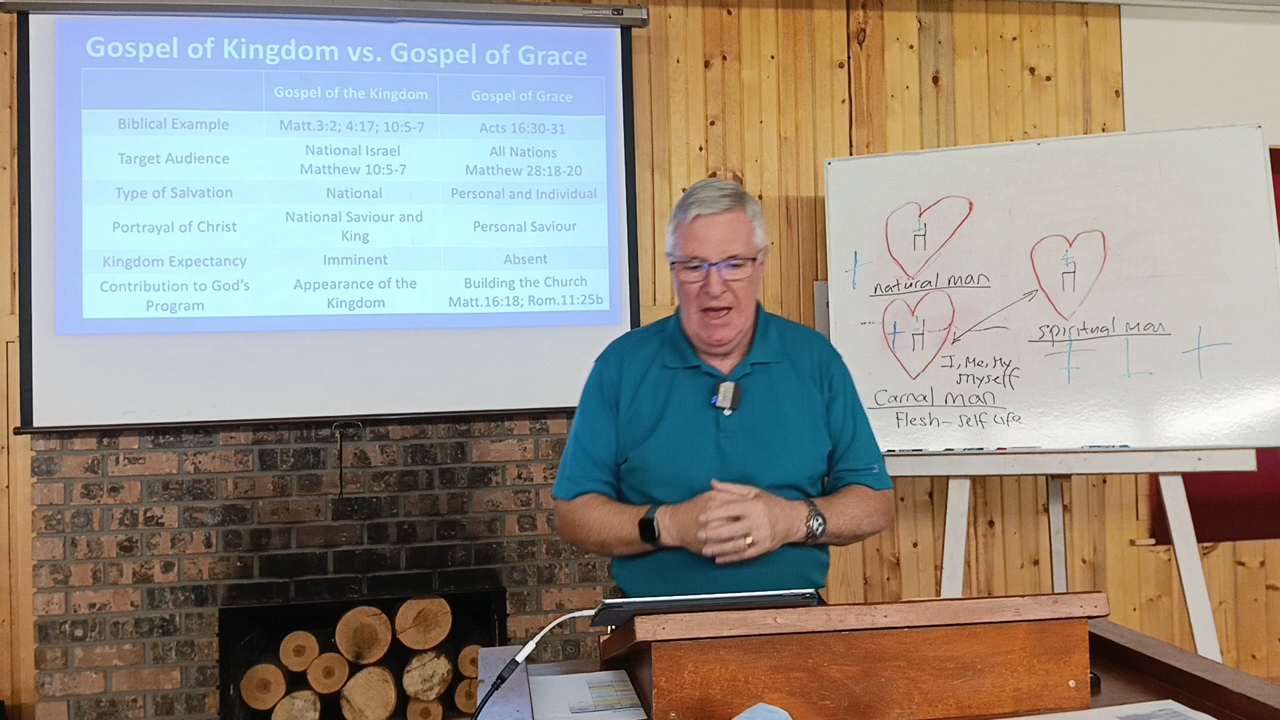 Gospel of Kingdom vs. Gospel of Grace
Gospel of the Kingdom Gospel of Grace
Biblical Example Matt.3:2; 4:17; 10:5-7 Acts 16:30-31
Target Audience National Israel All Nations
Matthew 10:5-7 Matthew 28:18-20
Type of Salvation National Personal and Individual
Portrayal of Christ National Saviour and Personal Saviour
King
Kingdom Expectancy Imminent Absent
Contribution to God's Appearance of the Building the Church
Program Kingdom Matt.16:18; Rom.11:25b
natural man
spiritual man
I, Me, My
Myself
Carnal man
Flesh - self life